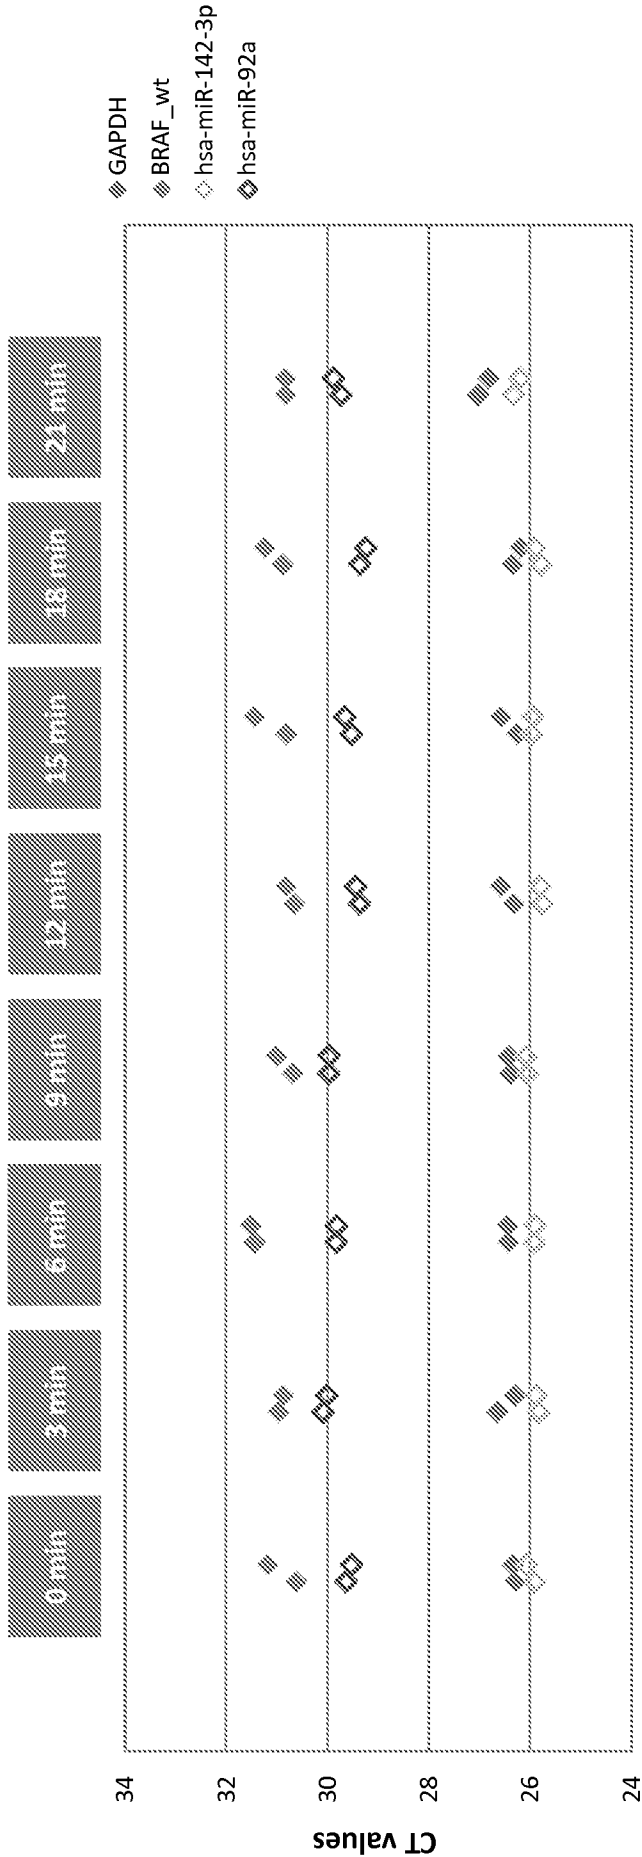 0 min
3 min
6 min
9 min
12 min
15 min
18 min
21 min
34
32
30
28
26
24
CT values
GAPDH
BRAF_wt
hsa-miR-142-3p
hsa-miR-92a